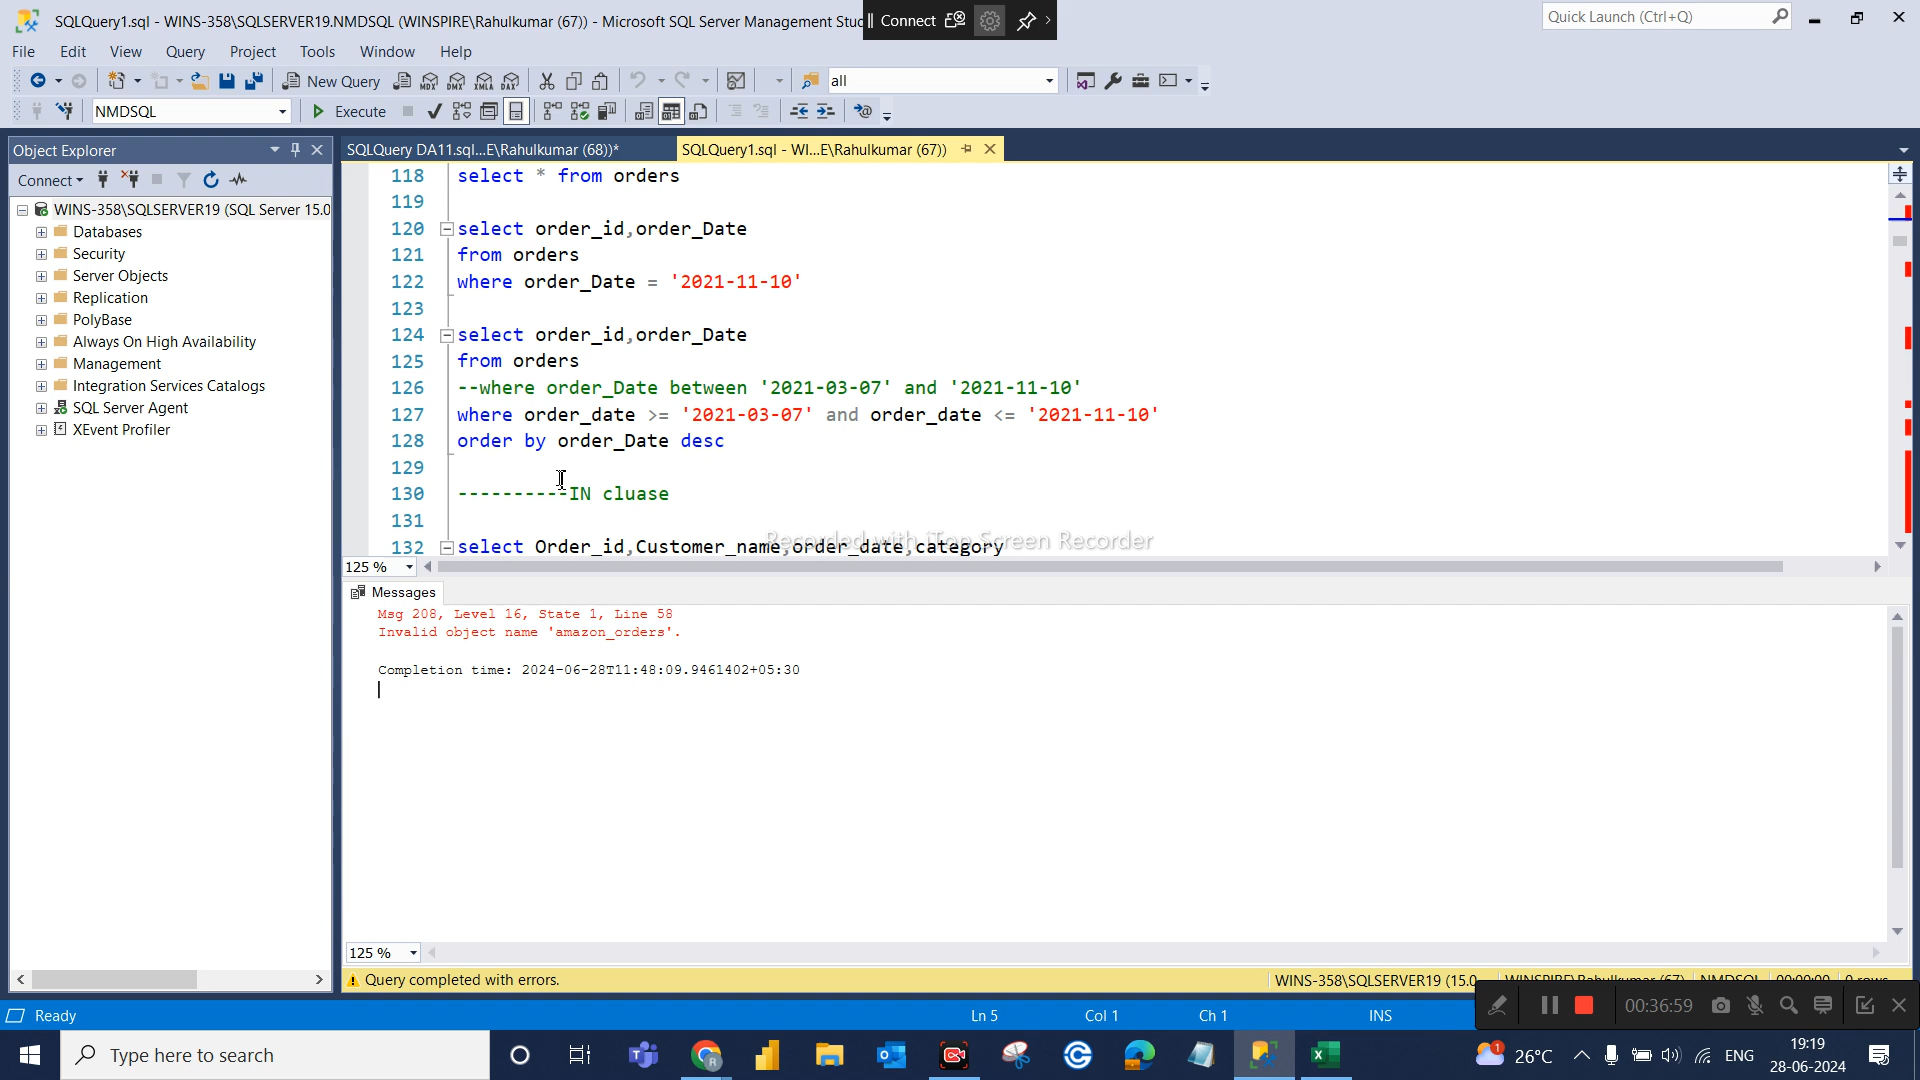 SQLQuery1.sql - WINS-358\SQLSERVER19.NMDSQL (WINSPIRE\Rahulkumar (67)) - Microsoft SQL Server Management Stud
Connect
Quick Launch (Ctrl+Q)
File Edit View Query Project Tools Window Help
New Query
MDX
DMX
XMLA
DAX
all
NMDSQL
Execute
Object Explorer
SQLQuery DA11.sql...E\Rahulkumar (68))*
SQLQuery1.sql - WI...E\Rahulkumar (67))
Connect
WINS-358\SQLSERVER19 (SQL Server 15.0
Databases
Security
Server Objects
Replication
PolyBase
Always On High Availability
Management
Integration Services Catalogs
SQL Server Agent
XEvent Profiler
118 select * from orders
119
120 select order_id,order_Date
121 from orders
122 where order_Date = '2021-11-10'
123
124 select order_id,order_Date
125 from orders
126 --where order_Date between '2021-03-07' and '2021-11-10'
127 where order_date >= '2021-03-07' and order_date <= '2021-11-10'
128 order by order_Date desc
129
130 ----------IN cluase
131
132 select Order_id,Customer_name,order_date,category
Recorded with iTop Screen Recorder
125 %
Messages
Msg 208, Level 16, State 1, Line 58
Invalid object name 'amazon_orders'.
Completion time: 2024-06-28T11:48:09.9461402+05:30
125 %
Query completed with errors.
WINS-358\SQLSERVER19 (15.0
WINSPIRE\Rahulkumar (67)
NMDSQL
00:00:00
0 rows
00:36:59
Ready
Ln 5
Col 1
Ch 1
INS
Type here to search
26°C
ENG
19:19
28-06-2024